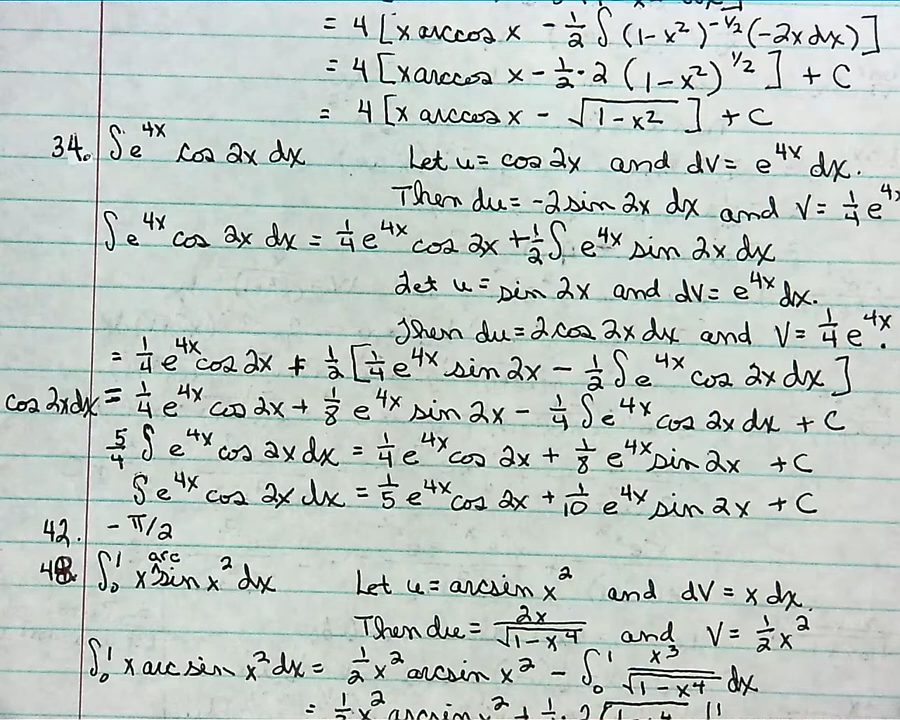 = 4 [x arccos x - 1/2 ∫ (1-x²)^-1/2 (-2x dx)]
= 4 [x arccos x - 1/2 · 2 (1-x²)^1/2 ] + C
= 4 [x arccos x - √(1-x²) ] + C
34. ∫ e^4x cos 2x dx Let u = cos 2x and dv = e^4x dx.
Then du = -2 sin 2x dx and v = 1/4 e^4x
∫ e^4x cos 2x dx = 1/4 e^4x cos 2x + 1/2 ∫ e^4x sin 2x dx
Let u = sin 2x and dv = e^4x dx.
Then du = 2 cos 2x dx and v = 1/4 e^4x.
= 1/4 e^4x cos 2x + 1/2 [1/4 e^4x sin 2x - 1/2 ∫ e^4x cos 2x dx ]
cos 2x dx = 1/4 e^4x cos 2x + 1/8 e^4x sin 2x - 1/4 ∫ e^4x cos 2x dx + C
5/4 ∫ e^4x cos 2x dx = 1/4 e^4x cos 2x + 1/8 e^4x sin 2x + C
∫ e^4x cos 2x dx = 1/5 e^4x cos 2x + 1/10 e^4x sin 2x + C
42. -π/2
48. ∫₀¹ x arc sin x² dx Let u = arcsin x² and dv = x dx.
Then du = 2x/√(1-x⁴) and v = 1/2 x²
∫₀¹ x arc sin x² dx = 1/2 x² arcsin x² - ∫₀¹ x³/√(1-x⁴) dx
= 1/2 x² arcsin x² + 1/